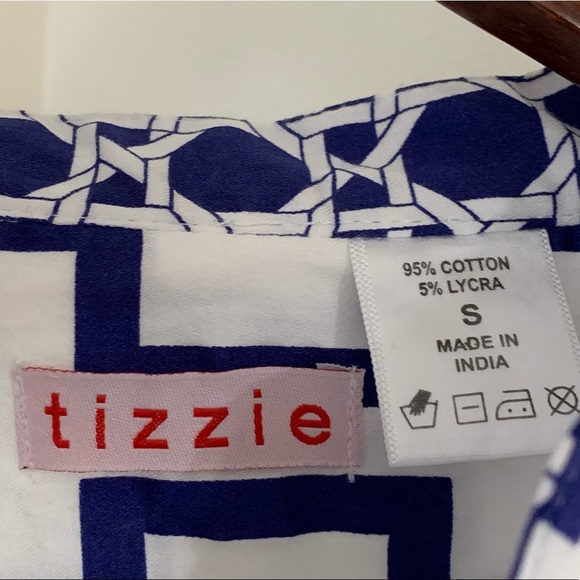 95% COTTON
5% LYCRA
S
MADE IN
INDIA
tizzie